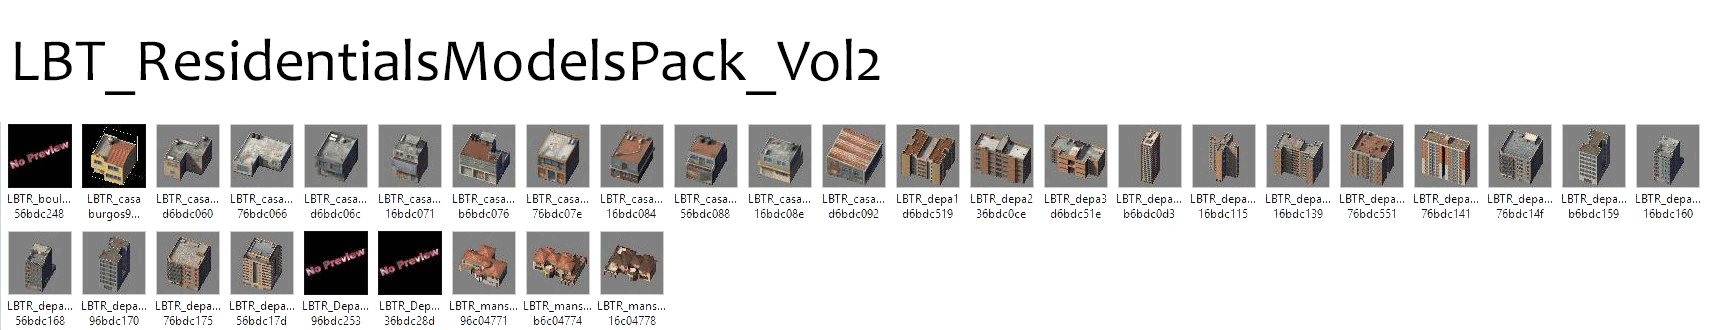 LBT_ResidentialsModelsPack_Vol2
No Preview
LBTR_boul... LBTR_casa LBTR_casa... LBTR_casa... LBTR_casa... LBTR_casa... LBTR_casa... LBTR_casa... LBTR_casa... LBTR_casa... LBTR_casa... LBTR_casa... LBTR_depa1 LBTR_depa2 LBTR_depa3 LBTR_depa... LBTR_depa... LBTR_depa... LBTR_depa... LBTR_depa... LBTR_depa... LBTR_depa... LBTR_depa...
56bdc248 burgos9... d6bdc060 76bdc066 d6bdc06c 16bdc071 b6bdc076 76bdc07e 16bdc084 56bdc088 16bdc08e d6bdc092 d6bdc519 36bdc0ce d6bdc51e b6bdc0d3 16bdc115 16bdc139 76bdc551 76bdc141 76bdc14f b6bdc159 16bdc160
No Preview No Preview
LBTR_depa... LBTR_depa... LBTR_depa... LBTR_depa... LBTR_Depa... LBTR_Dep... LBTR_mans... LBTR_mans... LBTR_mans...
56bdc168 96bdc170 76bdc175 56bdc17d 96bdc253 36bdc28d 96c04771 b6c04774 16c04778